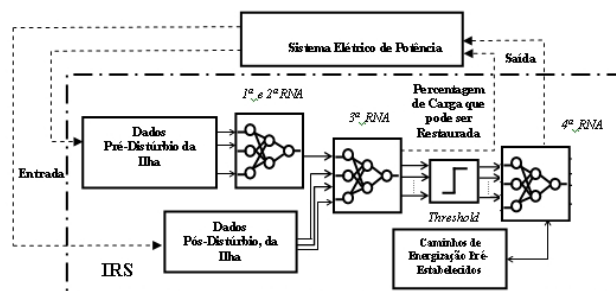 Sistema Elétrico de Potência
Saída
1ª e 2ª RNA
Percentagem
de Carga que
pode ser
Restaurada
3ª RNA
4ª RNA
Dados
Pré-Distúrbio da
Ilha
Entrada
Threshold
Dados
Pós-Distúrbio, da
Ilha
Caminhos de
Energização Pré-
Estabelecidos
IRS